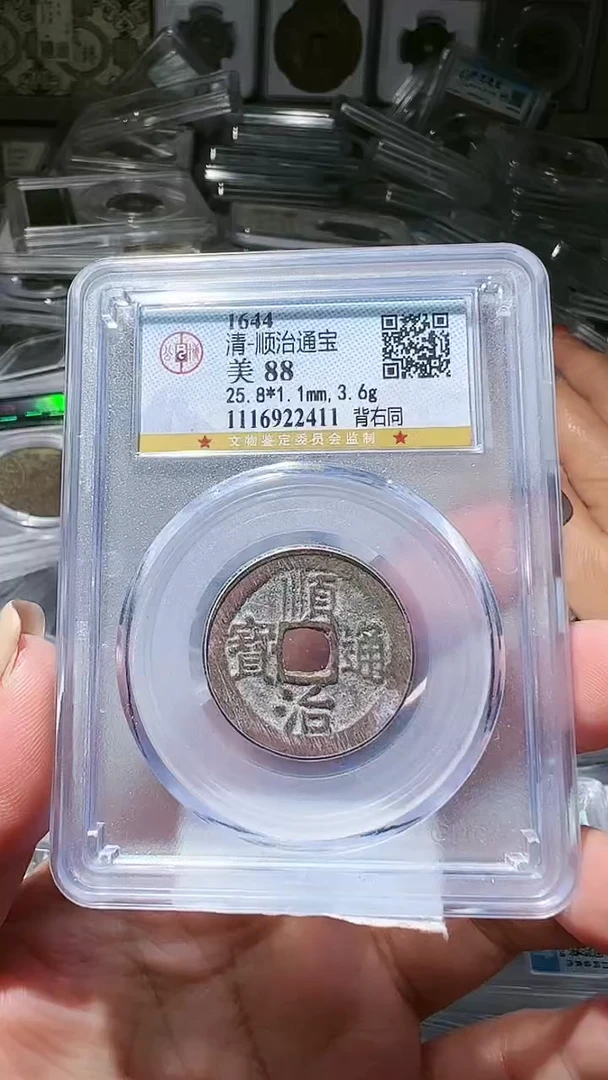 1644
清-顺治通宝
美 88
25.8*1.1mm,3.6g
1116922411 背右同
★ 文物鉴定委员会监制 ★
順
寶 通
治